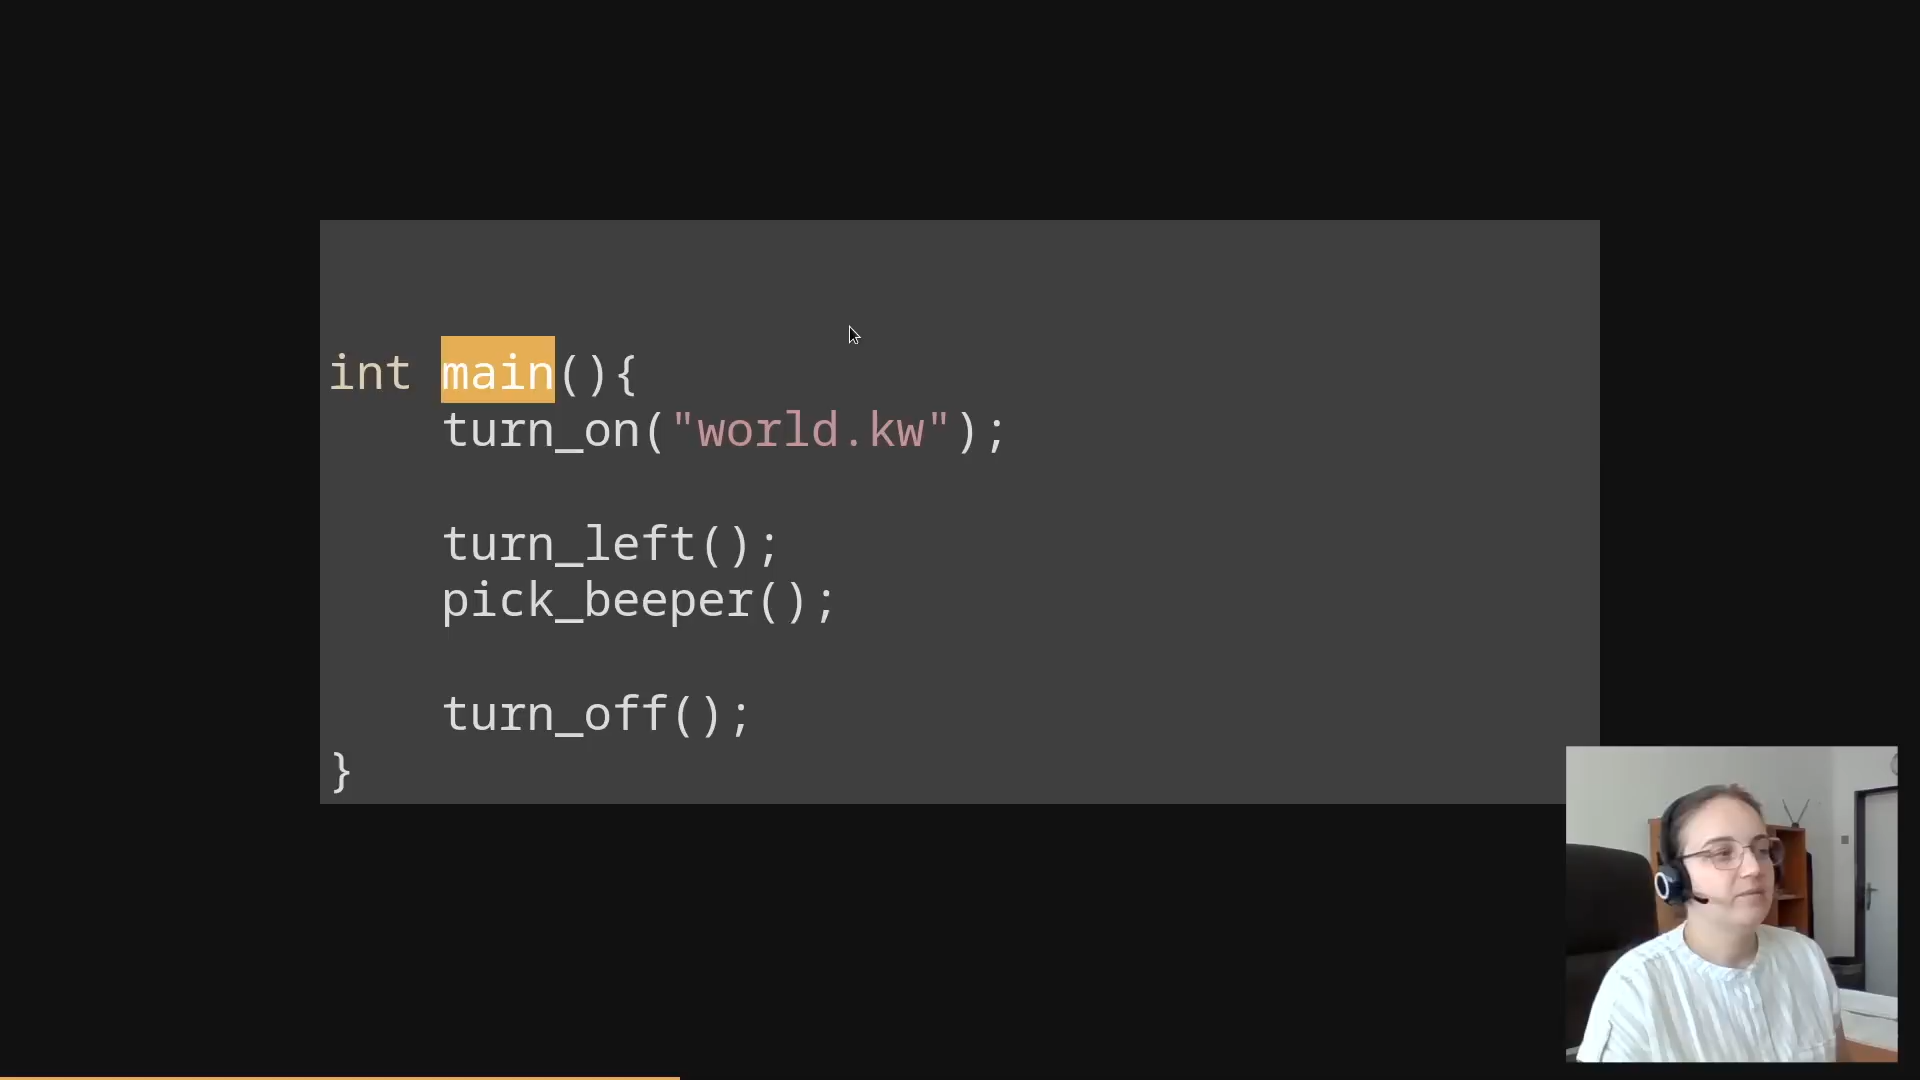 int main(){
turn_on("world.kw");
turn_left();
pick_beeper();
turn_off();
}